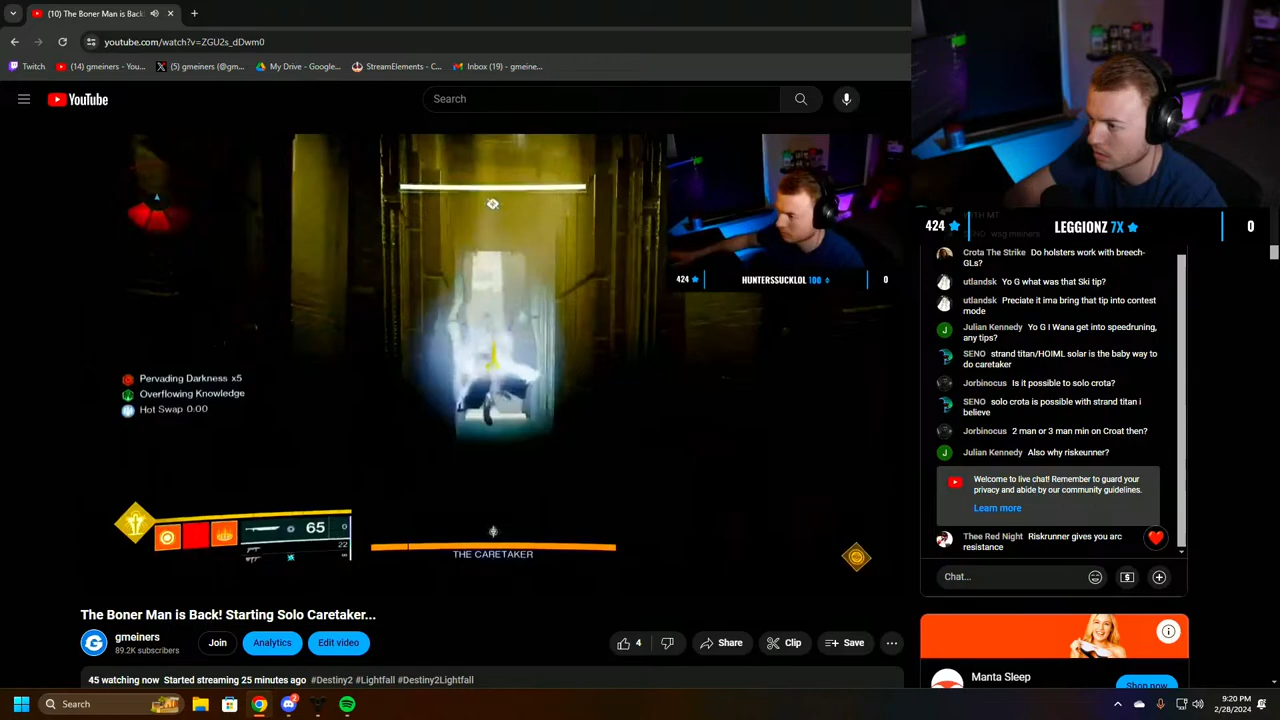 (10) The Boner Man is Back!
youtube.com/watch?v=ZGU2s_dDwm0
Twitch (14) gmeiners - You... (5) gmeiners (@gm... My Drive - Google... StreamElements - C... Inbox (19) - gmeine...
YouTube
Search
424 LEGGIONZ 7X 0
SENO wsg meiners
Crota The Strike Do holsters work with breech-
GLs?
utlandsk Yo G what was that Ski tip?
utlandsk Preciate it ima bring that tip into contest
mode
Julian Kennedy Yo G I Wana get into speedruning,
any tips?
SENO strand titan/HOIML solar is the baby way to
do caretaker
Jorbinocus Is it possible to solo crota?
SENO solo crota is possible with strand titan i
believe
Jorbinocus 2 man or 3 man min on Croat then?
Julian Kennedy Also why riskeunner?
Welcome to live chat! Remember to guard your
privacy and abide by our community guidelines.
Learn more
Thee Red Night Riskrunner gives you arc
resistance
Chat...
424 HUNTERSSUCKLOL 100 0
Pervading Darkness x5
Overflowing Knowledge
Hot Swap 0:00
65 0
22
THE CARETAKER
The Boner Man is Back! Starting Solo Caretaker...
gmeiners
89.2K subscribers
Join Analytics Edit video
4 Share Clip Save
45 watching now Started streaming 25 minutes ago #Destiny2 #Lightfall #Destiny2Lightfall
Manta Sleep
Shop now
Search
2
9:20 PM
2/28/2024